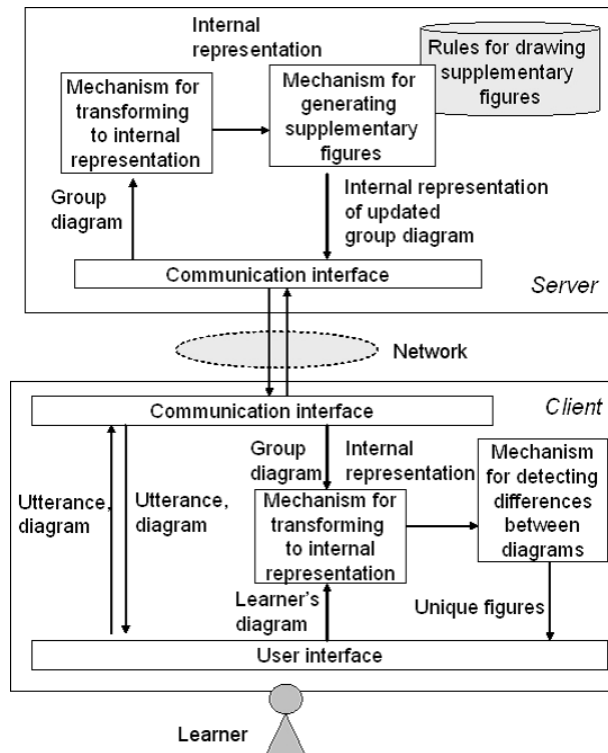 Internal
representation
Rules for drawing
supplementary
figures
Mechanism for
transforming
to internal
representation
Mechanism for
generating
supplementary
figures
Group
diagram
Internal representation
of updated
group diagram
Communication interface
Server
Network
Client
Communication interface
Group
diagram
Internal
representation
Mechanism
for detecting
differences
between
diagrams
Utterance,
diagram
Utterance,
diagram
Mechanism for
transforming
to internal
representation
Learner's
diagram
Unique figures
User interface
Learner